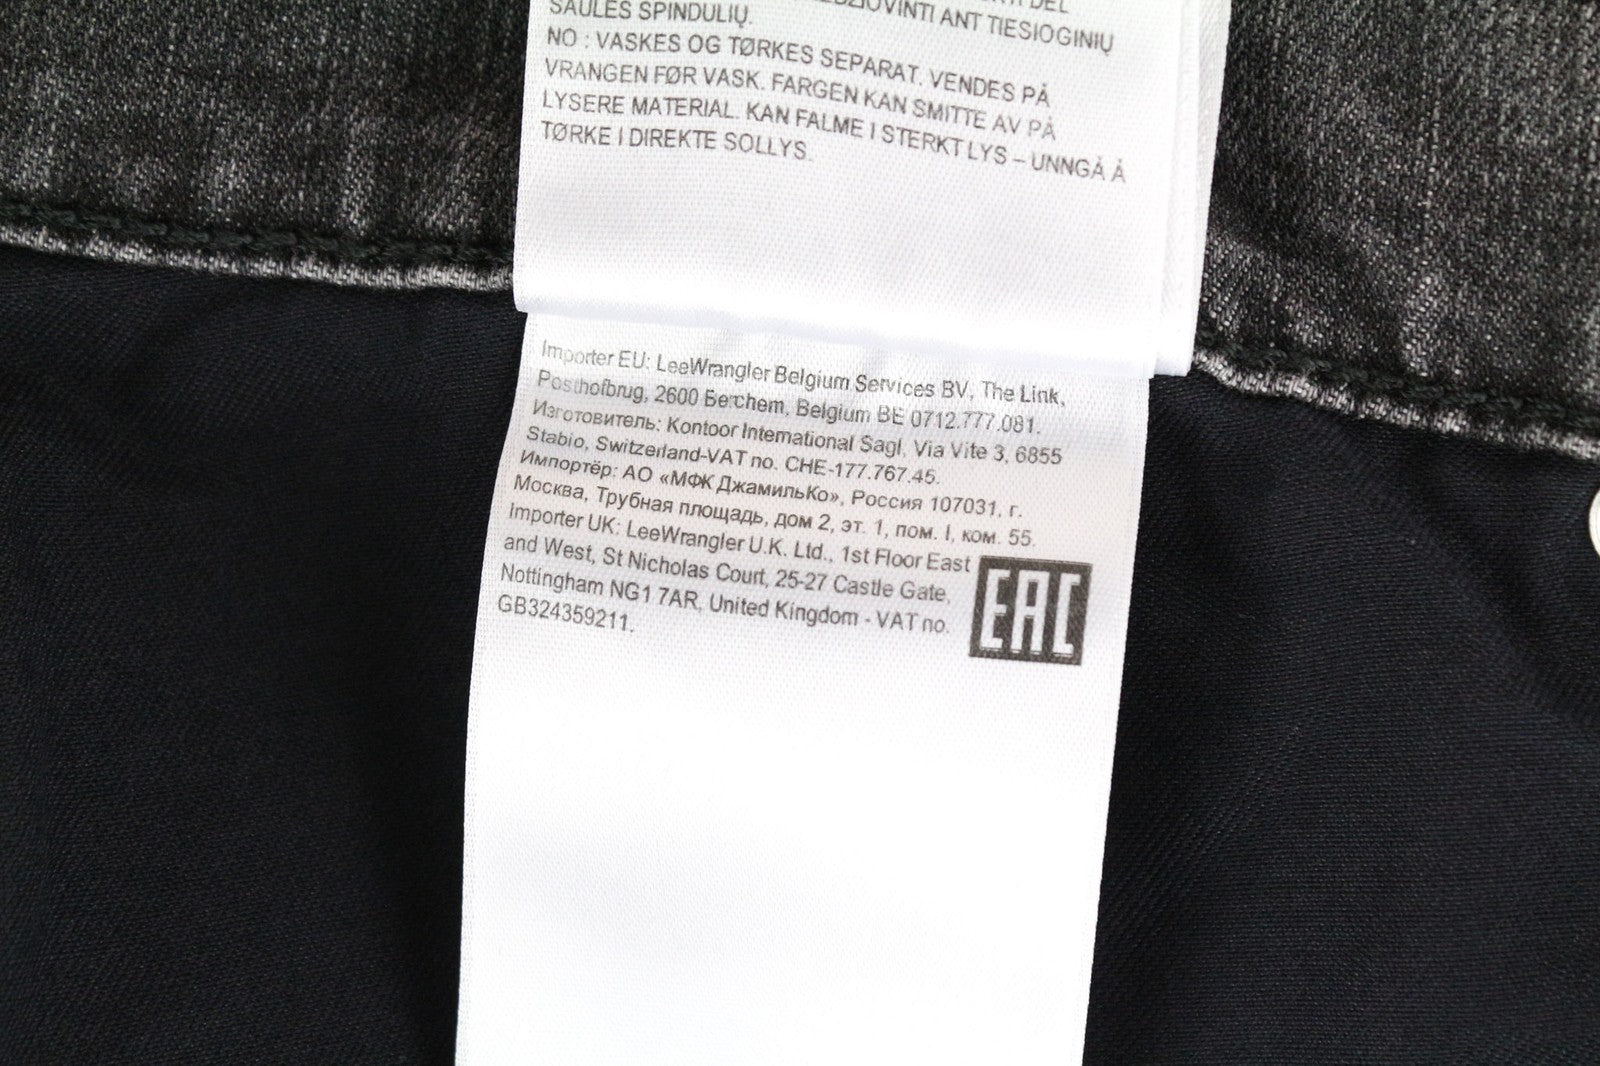 SAULĖS SPINDULIŲ.
ANT TIESIOGINIŲ
NO : VASKES OG TØRKES SEPARAT. VENDES PÅ
VRANGEN FØR VASK. FARGEN KAN SMITTE AV PÅ
LYSERE MATERIAL. KAN FALME I STERKT LYS – UNNGÅ Å
TØRKE I DIREKTE SOLLYS.
Importer EU: LeeWrangler Belgium Services BV, The Link,
Posthofbrug, 2600 Berchem, Belgium BE 0712.777.081.
Изготовитель: Kontoor International Sagl, Via Vite 3, 6855
Stabio, Switzerland-VAT no. CHE-177.767.45.
Импортёр: АО «МФК ДжамильКо», Россия 107031, г.
Москва, Трубная площадь, дом 2, эт. 1, пом. I, ком. 55.
Importer UK: LeeWrangler U.K. Ltd., 1st Floor East
and West, St Nicholas Court, 25-27 Castle Gate,
Nottingham NG1 7AR, United Kingdom - VAT no.
GB324359211.
EAC